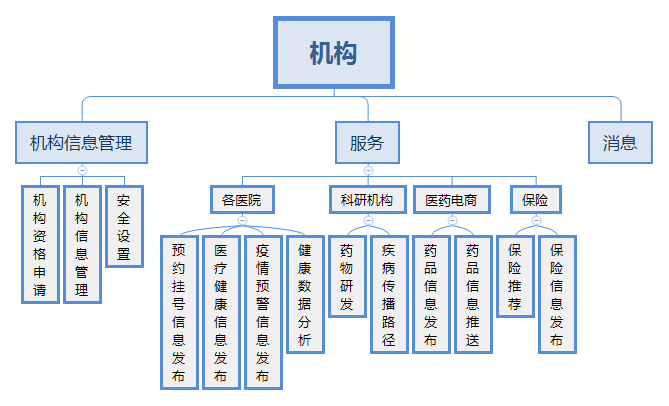 机构
机构信息管理
服务
消息
机构资格申请
机构信息管理
安全设置
各医院
科研机构
医药电商
保险
预约挂号信息发布
医疗健康信息发布
疫情预警信息发布
健康数据分析
药物研发
疾病传播路径
药品信息发布
药品信息推送
保险推荐
保险信息发布